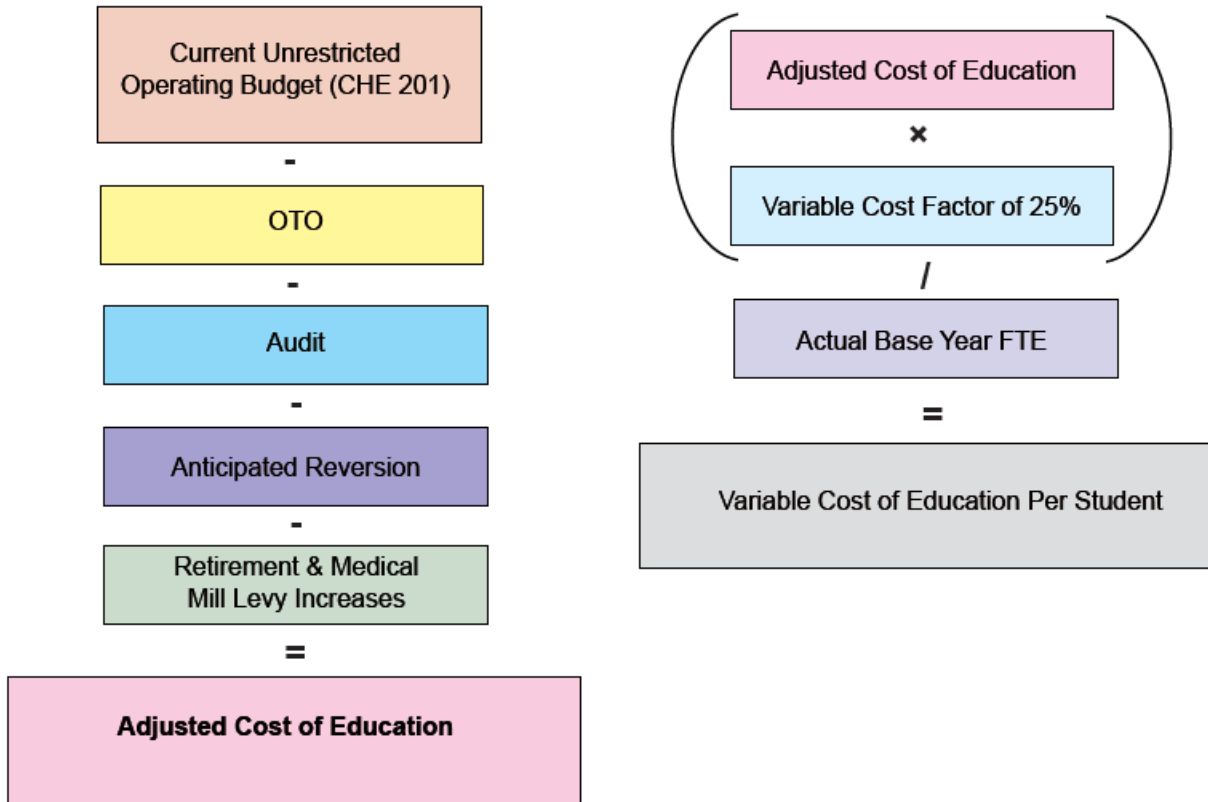 Current Unrestricted
Operating Budget (CHE 201)
-
OTO
-
Audit
-
Anticipated Reversion
-
Retirement & Medical
Mill Levy Increases
=
Adjusted Cost of Education
Adjusted Cost of Education
×
Variable Cost Factor of 25%
/
Actual Base Year FTE
=
Variable Cost of Education Per Student